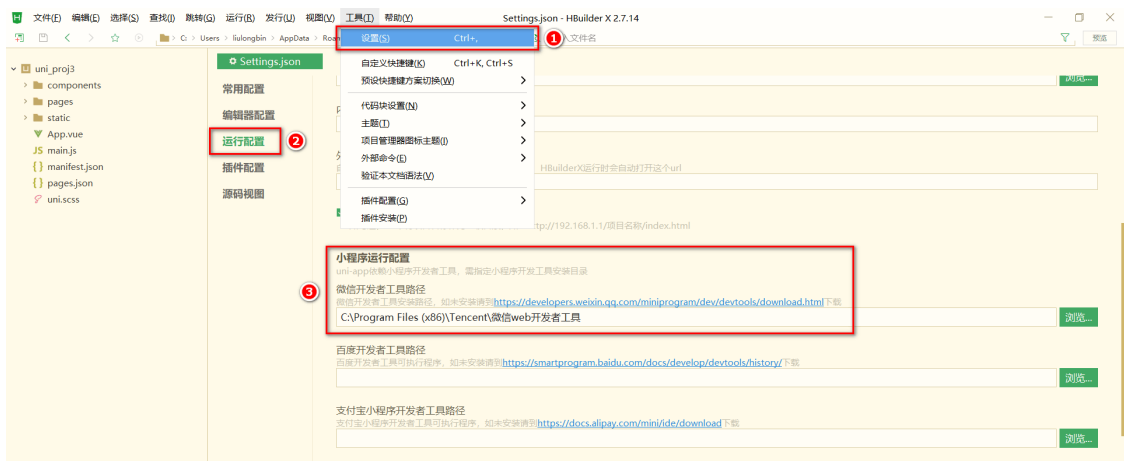 文件(F) 编辑(E) 选择(S) 查找(I) 跳转(G) 运行(R) 发行(U) 视图(V) 工具(T) 帮助(Y) Settings.json - HBuilder X 2.7.14
C: > Users > liulongbin > AppData > Roam
入文件名
预览
设置(S) Ctrl+,
1
自定义快捷键(K) Ctrl+K, Ctrl+S
预设快捷键方案切换(W)
代码块设置(N)
主题(T)
项目管理器图标主题(I)
外部命令(E)
验证本文档语法(V)
插件配置(G)
插件安装(P)
uni_proj3
components
pages
static
App.vue
JS main.js
manifest.json
pages.json
uni.scss
Settings.json
常用配置
编辑器配置
运行配置
2
插件配置
源码视图
浏览...
HBuilderX运行时会自动打开这个url
tp://192.168.1.1/项目名称/index.html
小程序运行配置
uni-app依赖小程序开发者工具，需指定小程序开发工具安装目录
3
微信开发者工具路径
微信开发者工具安装路径，如未安装请到https://developers.weixin.qq.com/miniprogram/dev/devtools/download.html下载
C:\Program Files (x86)\Tencent\微信web开发者工具
浏览...
百度开发者工具路径
百度开发者工具可执行程序，如未安装请到https://smartprogram.baidu.com/docs/develop/devtools/history/下载
浏览...
支付宝小程序开发者工具路径
支付宝小程序开发者工具可执行程序，如未安装请到https://docs.alipay.com/mini/ide/download下载
浏览...